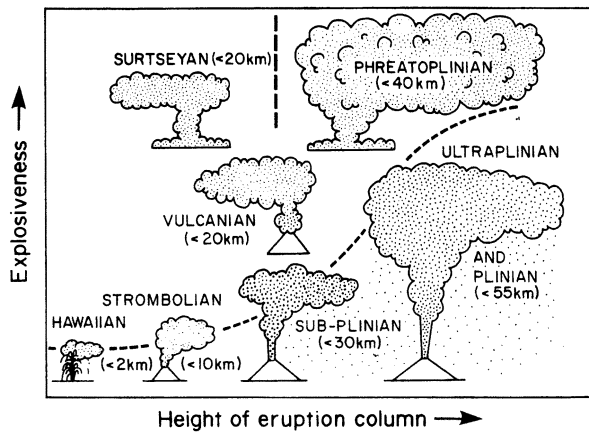 SURTSEYAN (<20km)
PHREATOPLINIAN
(<40km)
ULTRAPLINIAN
VULCANIAN
(<20km)
AND
PLINIAN
(<55km)
STROMBOLIAN
HAWAIIAN
SUB-PLINIAN
(<30km)
(<2km)
(<10km)
Explosiveness
Height of eruption column